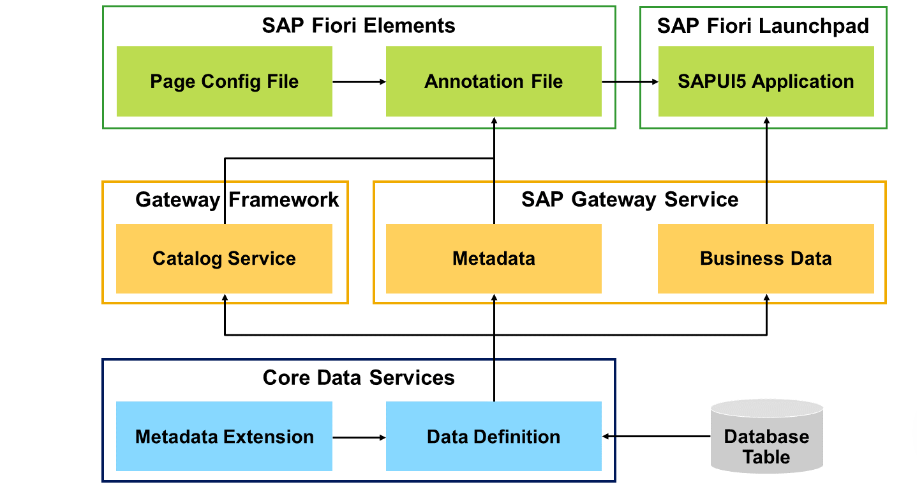 SAP Fiori Elements
SAP Fiori Launchpad
Page Config File
Annotation File
SAPUI5 Application
Gateway Framework
SAP Gateway Service
Catalog Service
Metadata
Business Data
Core Data Services
Metadata Extension
Data Definition
Database
Table